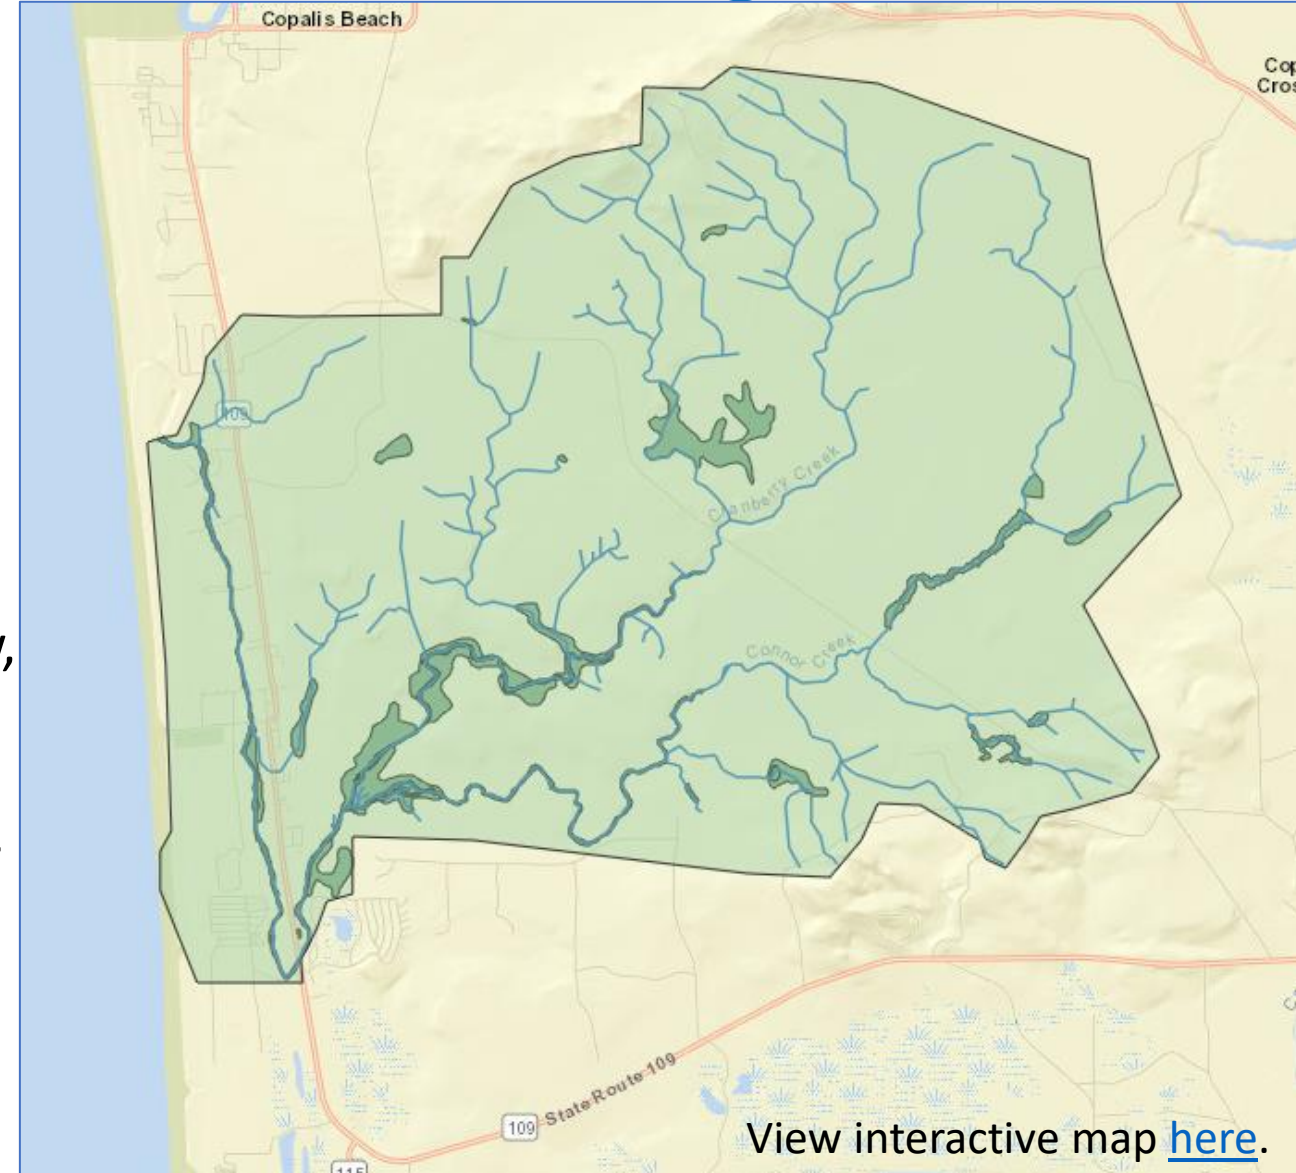 Copalis Beach
Cop
Cros
109
Cranberry Creek
Connor Creek
State Route 109
109
115
View interactive map here.